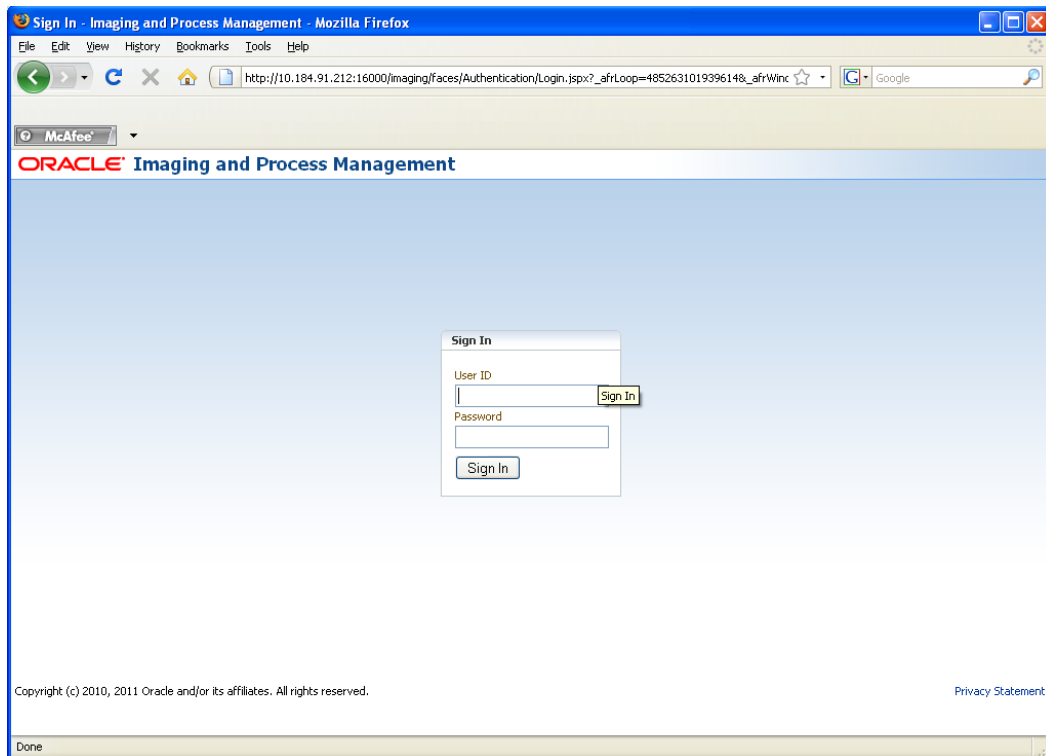 Sign In - Imaging and Process Management - Mozilla Firefox
File Edit View History Bookmarks Tools Help
http://10.184.91.212:16000/imaging/faces/Authentication/Login.jspx?_afrLoop=4852631019396148&_afrWinc G Google
McAfee
ORACLE Imaging and Process Management
Sign In
User ID
Sign In
Password
Sign In
Copyright (c) 2010, 2011 Oracle and/or its affiliates. All rights reserved. Privacy Statement
Done